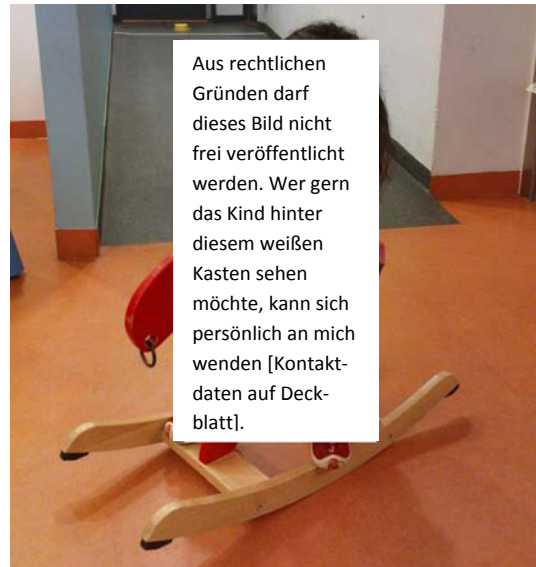 Aus rechtlichen
Gründen darf
dieses Bild nicht
frei veröffentlicht
werden. Wer gern
das Kind hinter
diesem weißen
Kasten sehen
möchte, kann sich
persönlich an mich
wenden [Kontakt-
daten auf Deck-
blatt].